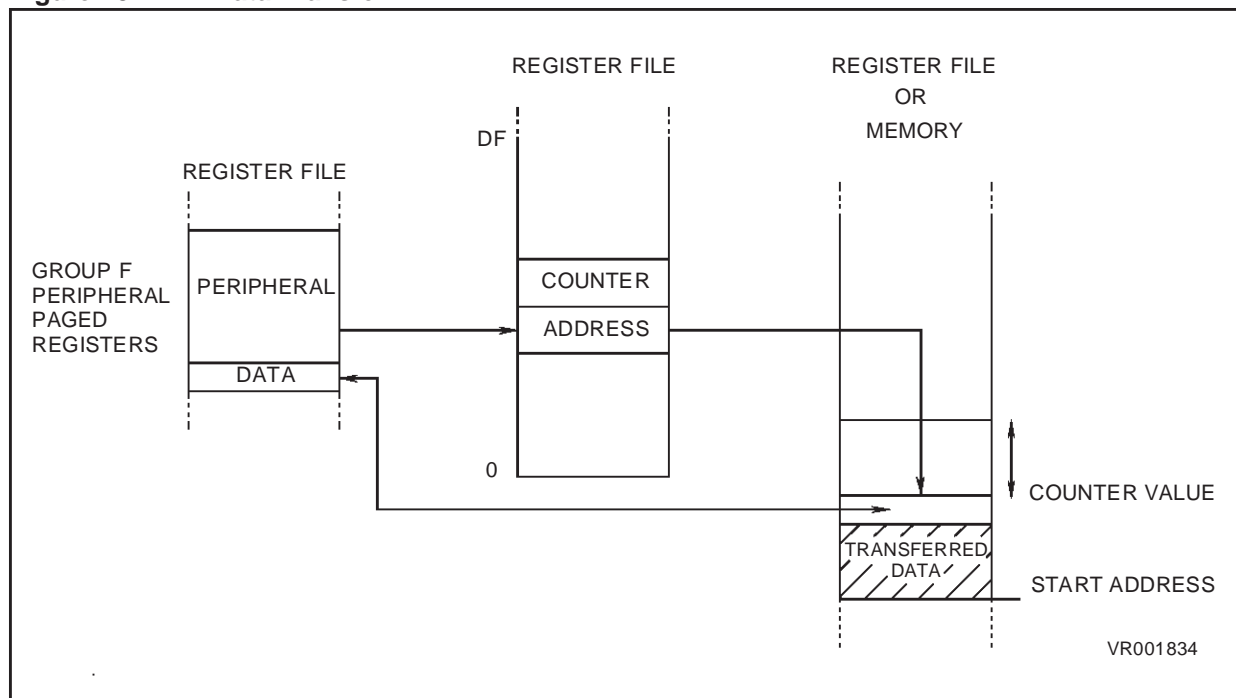 REGISTER FILE
REGISTER FILE
OR
MEMORY
DF
REGISTER FILE
GROUP F
PERIPHERAL
PAGED
REGISTERS
PERIPHERAL
COUNTER
ADDRESS
DATA
0
COUNTER VALUE
TRANSFERRED
DATA
START ADDRESS
VR001834